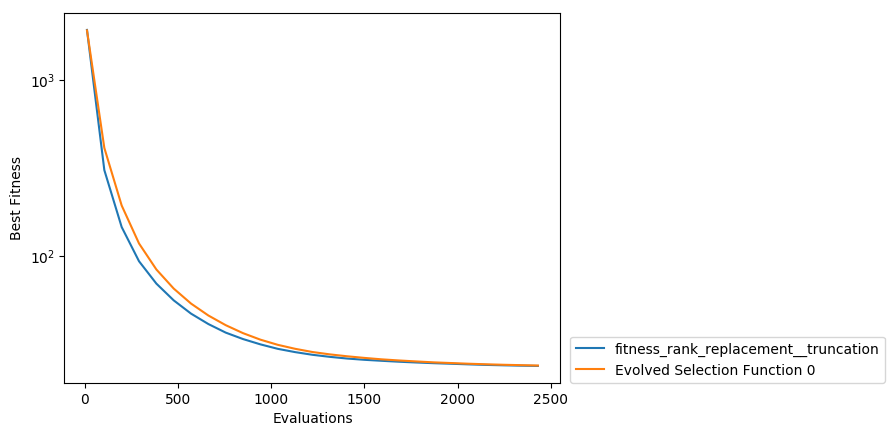 Best Fitness
10³
10²
0
500
1000
1500
2000
2500
Evaluations
fitness_rank_replacement__truncation
Evolved Selection Function 0